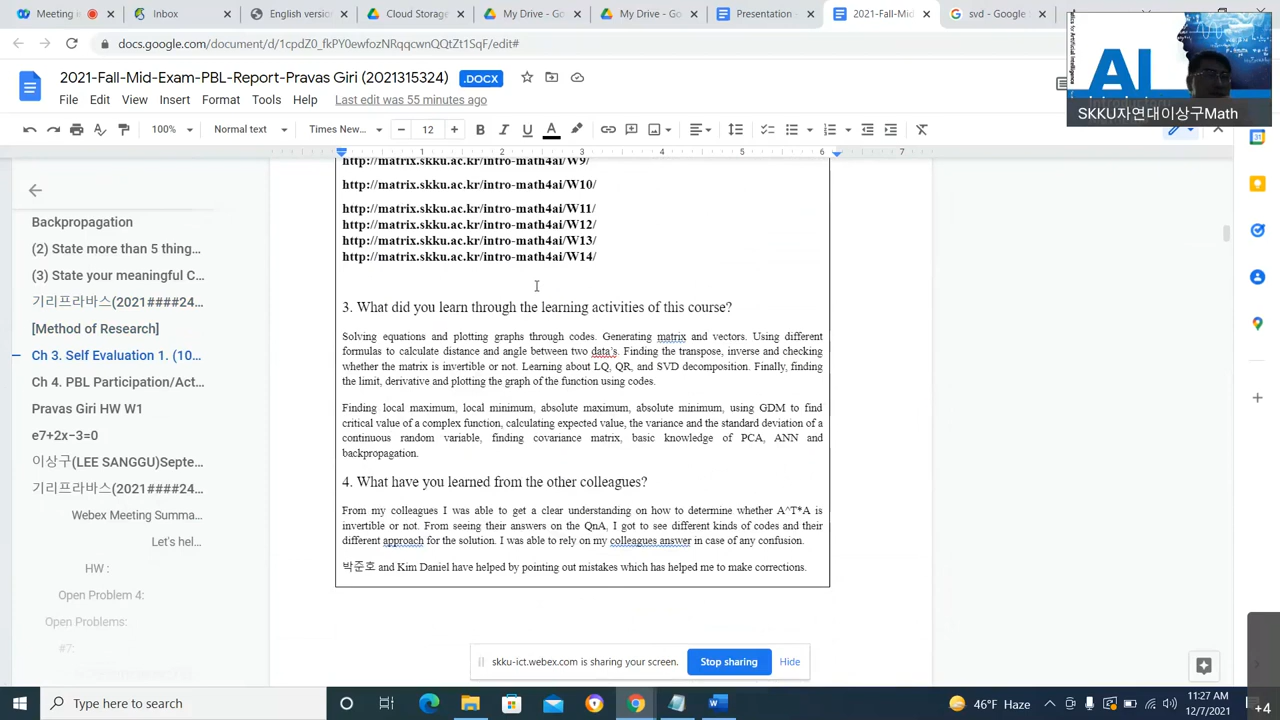 Meeting
Inbox
English version
Cloud Storage
My Drive - Go
My Drive - Go
Presentation
2021-Fall-Mid
svd - Google
docs.google.com/document/d/1cpdZ0_fkPY0ewfozNRqqcwnQQtZt1SqF/edit#
2021-Fall-Mid-Exam-PBL-Report-Pravas Giri (2021315324) .DOCX
File Edit View Insert Format Tools Help Last edit was 55 minutes ago
100% Normal text Times New... 12
AI
SKKU자연대이상구Math
1 2 3 4 5 6 7
Backpropagation
(2) State more than 5 thing...
(3) State your meaningful C...
기리프라바스(2021####24...
[Method of Research]
Ch 3. Self Evaluation 1. (10...
Ch 4. PBL Participation/Act...
Pravas Giri HW W1
e7+2x−3=0
이상구(LEE SANGGU)Septe...
기리프라바스(2021####24...
Webex Meeting Summa...
Let's hel...
HW :
Open Problem 4:
Open Problems:
#7:
http://matrix.skku.ac.kr/intro-math4ai/W9/
http://matrix.skku.ac.kr/intro-math4ai/W10/
http://matrix.skku.ac.kr/intro-math4ai/W11/
http://matrix.skku.ac.kr/intro-math4ai/W12/
http://matrix.skku.ac.kr/intro-math4ai/W13/
http://matrix.skku.ac.kr/intro-math4ai/W14/
3. What did you learn through the learning activities of this course?
Solving equations and plotting graphs through codes. Generating matrix and vectors. Using different
formulas to calculate distance and angle between two data's. Finding the transpose, inverse and checking
whether the matrix is invertible or not. Learning about LQ, QR, and SVD decomposition. Finally, finding
the limit, derivative and plotting the graph of the function using codes.
Finding local maximum, local minimum, absolute maximum, absolute minimum, using GDM to find
critical value of a complex function, calculating expected value, the variance and the standard deviation of a
continuous random variable, finding covariance matrix, basic knowledge of PCA, ANN and
backpropagation.
4. What have you learned from the other colleagues?
From my colleagues I was able to get a clear understanding on how to determine whether A^T*A is
invertible or not. From seeing their answers on the QnA, I got to see different kinds of codes and their
different approach for the solution. I was able to rely on my colleagues answer in case of any confusion.
박준호 and Kim Daniel have helped by pointing out mistakes which has helped me to make corrections.
skku-ict.webex.com is sharing your screen. Stop sharing Hide
Type here to search
46°F Haze
11:27 AM
12/7/2021
+4